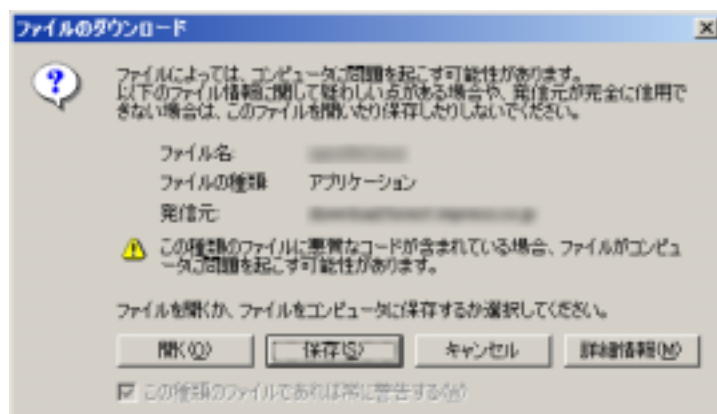 ファイルのダウンロード
ファイルによっては、コンピュータに問題を起こす可能性があります。
以下のファイル情報に関して疑わしい点がある場合や、発信元が完全に信用で
きない場合は、このファイルを開いたり保存したりしないでください。
ファイル名:
ファイルの種類: アプリケーション
発信元:
この種類のファイルに悪質なコードが含まれている場合、ファイルがコンピュ
ータに問題を起こす可能性があります。
ファイルを開くか、ファイルをコンピュータに保存するか選択してください。
開く(O) 保存(S) キャンセル 詳細情報(M)
この種類のファイルであれば常に警告する(W)